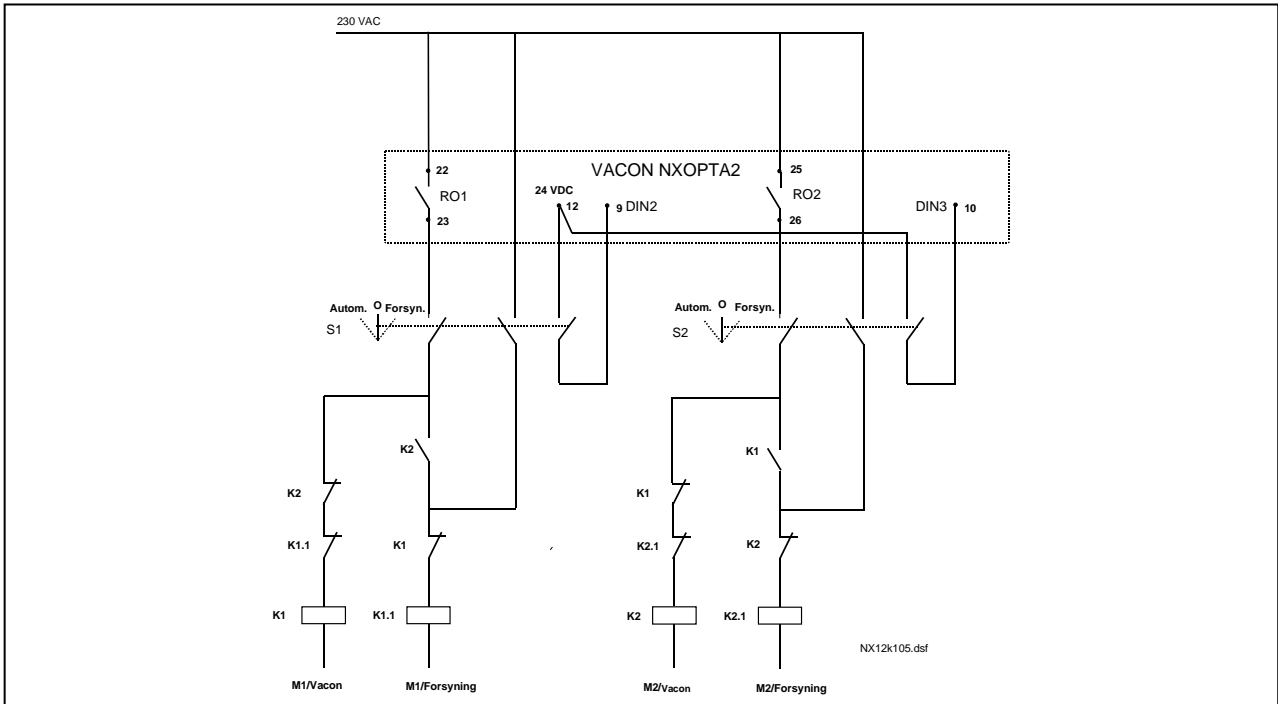 230 VAC
VACON NXOPTA2
22
RO1
23
24 VDC
12
9 DIN2
25
RO2
26
DIN3 10
Autom. O Forsyn.
S1
Autom. O Forsyn.
S2
K2
K1
K2
K1
K1.1
K1
K2.1
K2
K1
K1.1
K2
K2.1
NX12k105.dsf
M1/Vacon
M1/Forsyning
M2/Vacon
M2/Forsyning